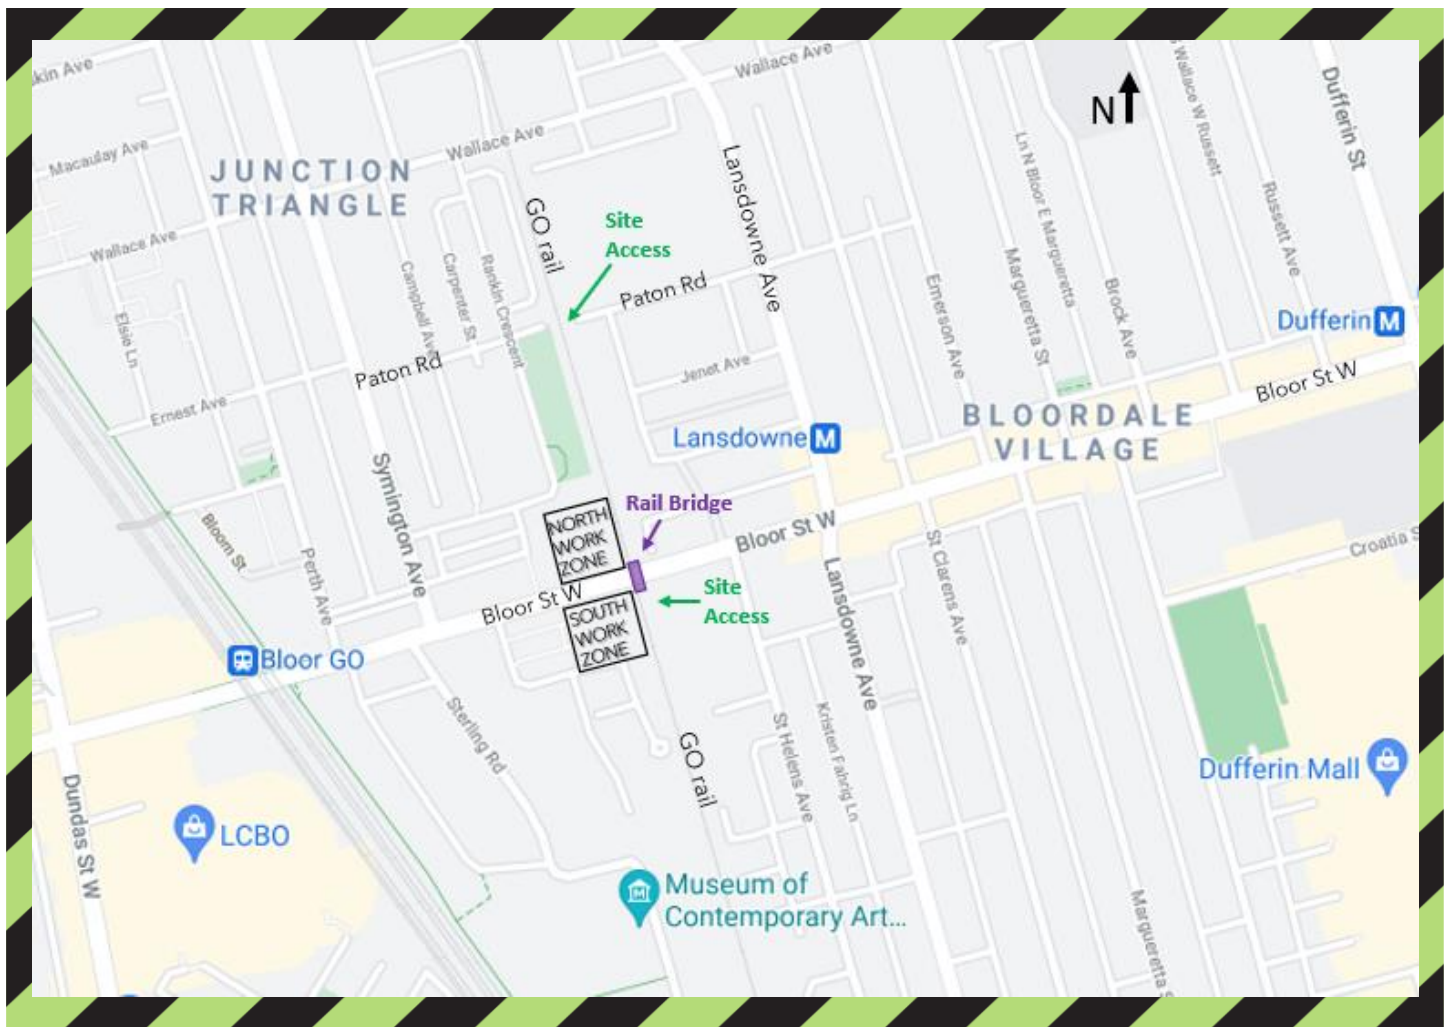 kin Ave
Wallace Ave
Wallace W Russett
Dufferin St
N
Macaulay Ave
Wallace Ave
Ln N Bloor E Margueretta
JUNCTION
TRIANGLE
Lansdowne Ave
Russett Ave
GO rail
Site
Access
Wallace Ave
Campbell Ave
Carpenter St
Rankin Crescent
Paton Rd
Margueretta St
Emerson Ave
Brock Ave
Elsie Ln
Dufferin
M
Paton Rd
Jenet Ave
Bloor St W
Ernest Ave
BLOORDALE
VILLAGE
Lansdowne
M
Symington Ave
Rail Bridge
NORTH
WORK
ZONE
Bloor St W
Bloom St
Perth Ave
St Clarens Ave
Croatia S
Lansdowne Ave
Bloor St W
Site
Access
SOUTH
WORK
ZONE
Bloor GO
Sterling Rd
St Helens Ave
Kristen Fahrig Ln
GO rail
Dufferin Mall
Dundas St W
LCBO
Museum of
Contemporary Art...
Margueretta S